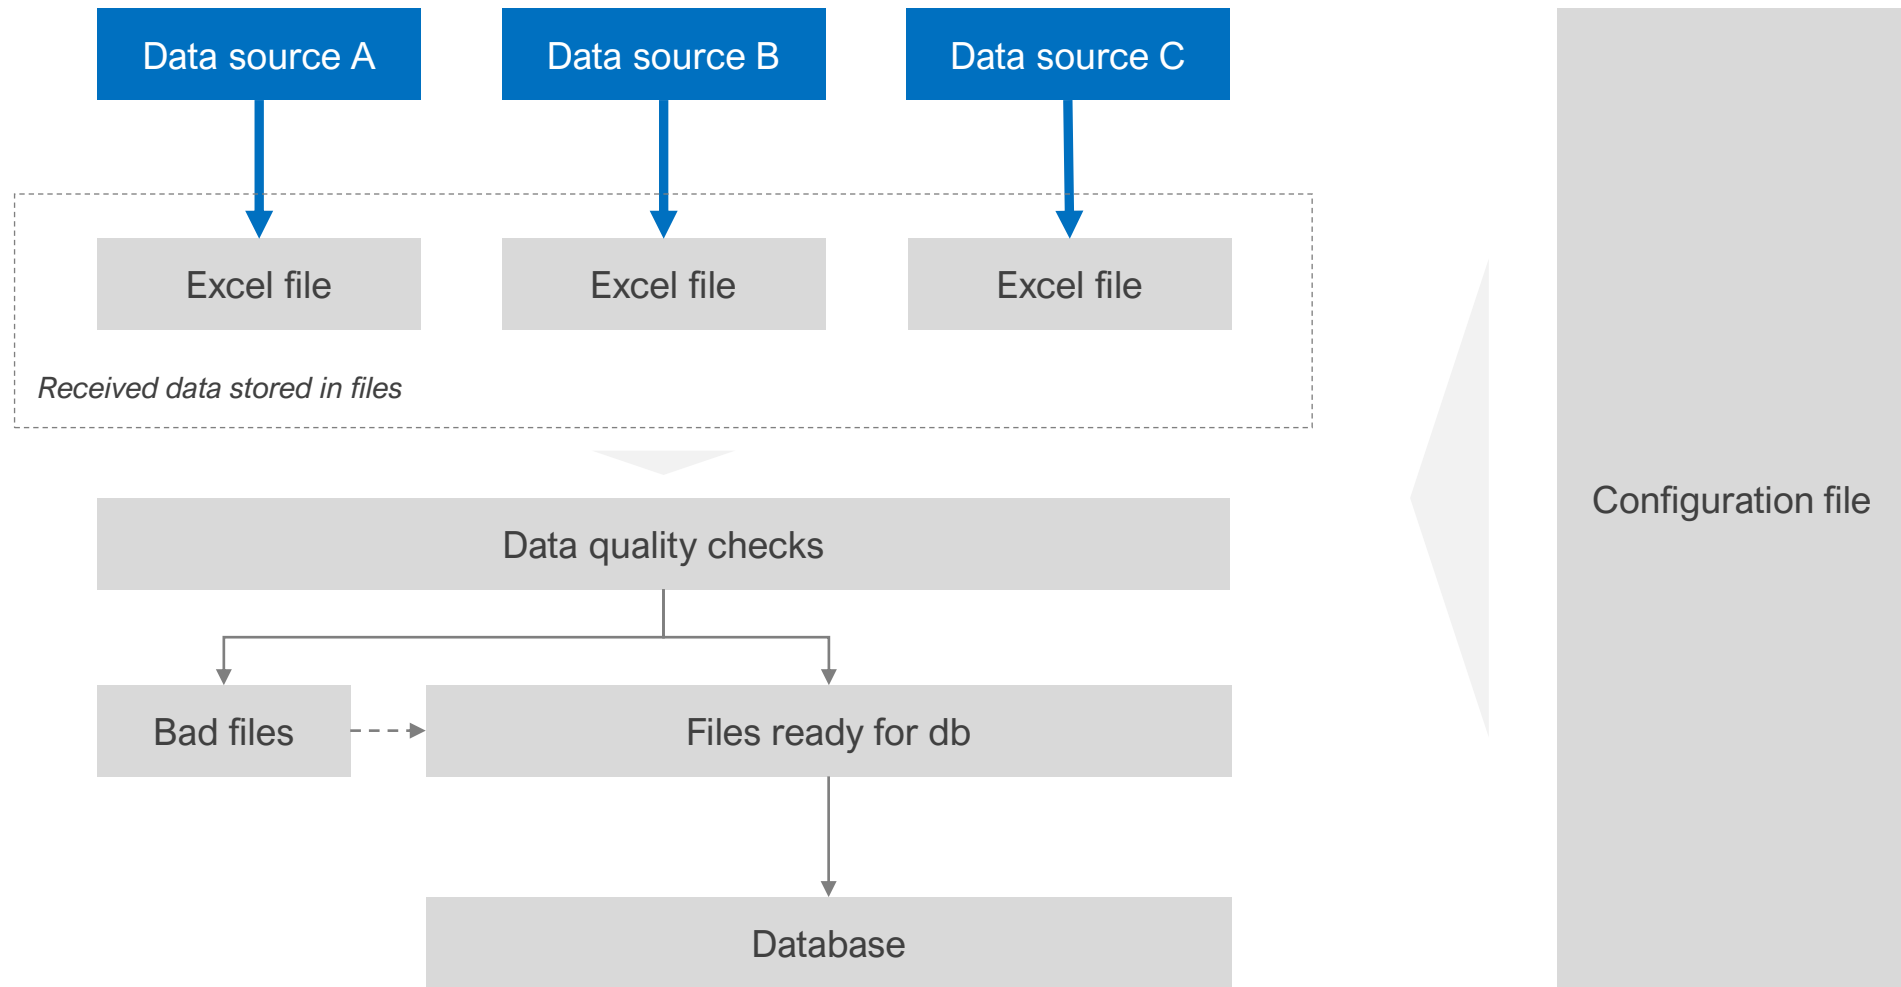 Data source A
Data source B
Data source C
Excel file
Excel file
Excel file
Received data stored in files
Configuration file
Data quality checks
Bad files
Files ready for db
Database